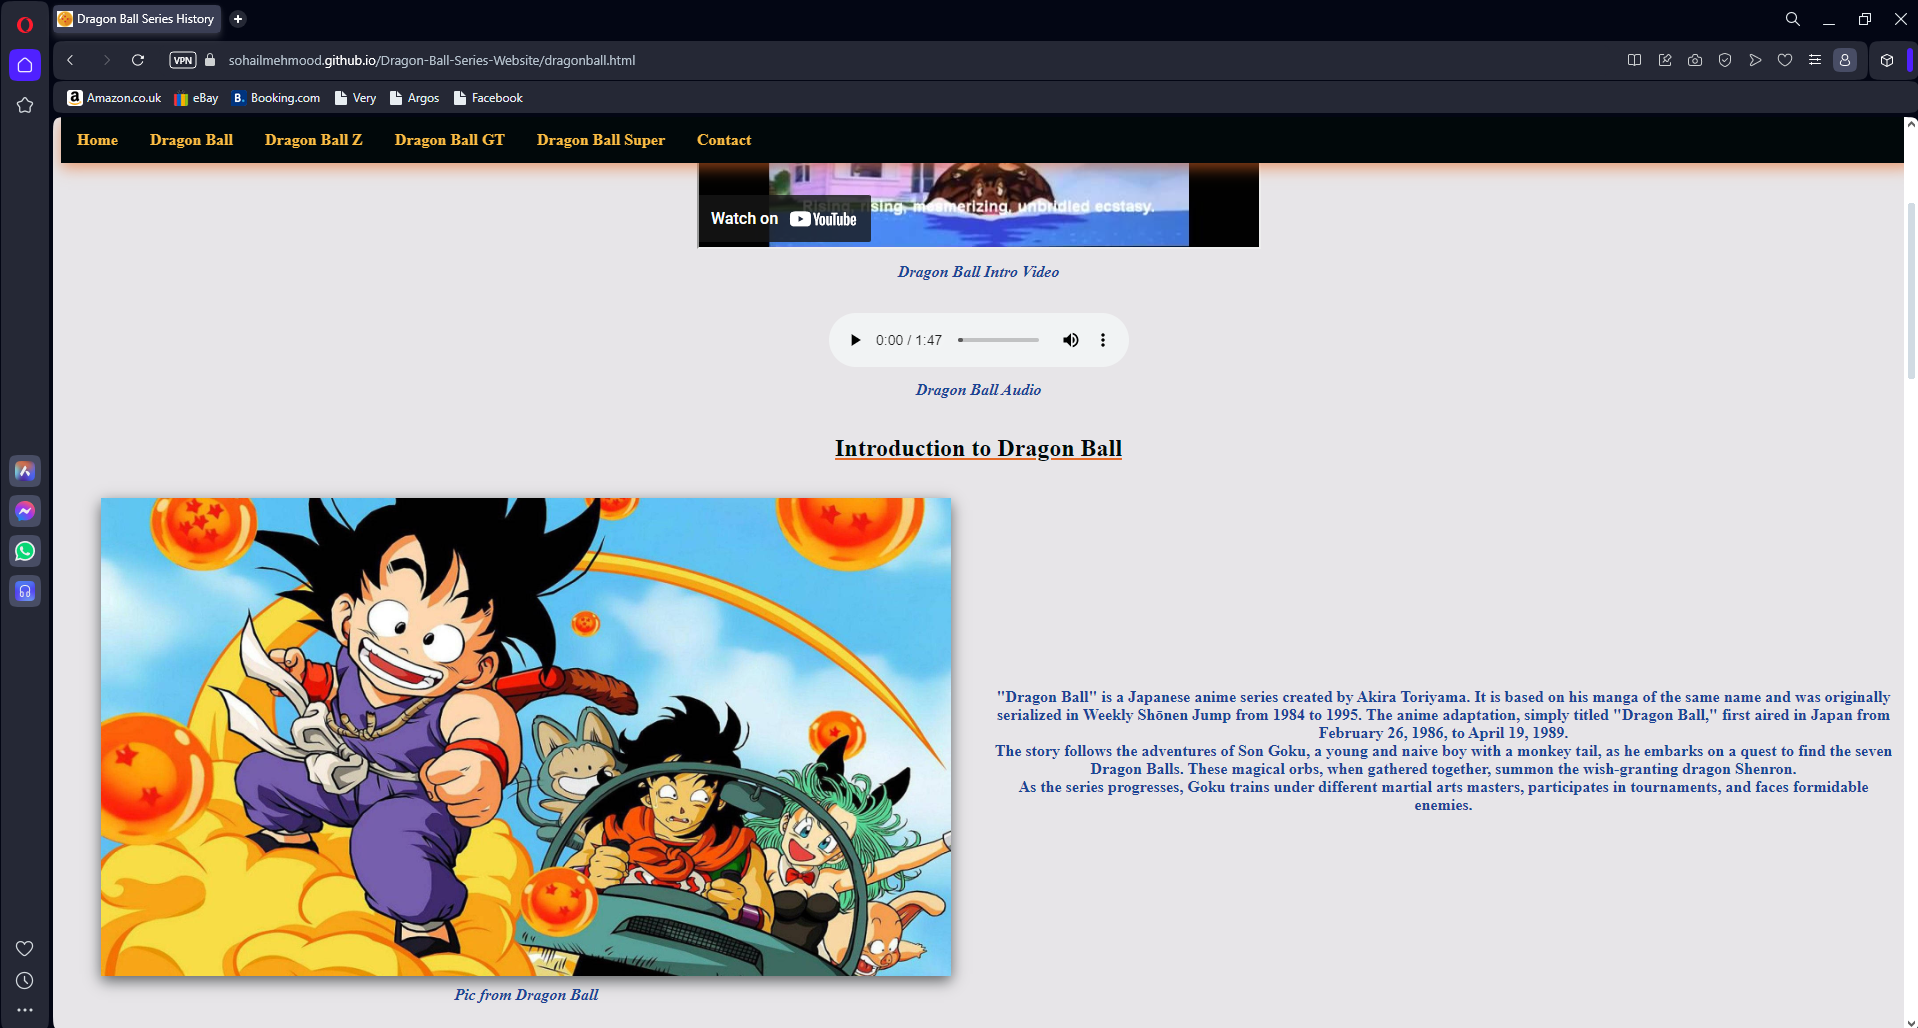 Dragon Ball Series History
VPN
sohailmehmood.github.io/Dragon-Ball-Series-Website/dragonball.html
a Amazon.co.uk eBay B. Booking.com Very Argos Facebook
Home Dragon Ball Dragon Ball Z Dragon Ball GT Dragon Ball Super Contact
Rising, rising, mesmerizing, unbridled ecstasy.
Watch on YouTube
Dragon Ball Intro Video
0:00 / 1:47
Dragon Ball Audio
Introduction to Dragon Ball
"Dragon Ball" is a Japanese anime series created by Akira Toriyama. It is based on his manga of the same name and was originally
serialized in Weekly Shōnen Jump from 1984 to 1995. The anime adaptation, simply titled "Dragon Ball," first aired in Japan from
February 26, 1986, to April 19, 1989.
The story follows the adventures of Son Goku, a young and naive boy with a monkey tail, as he embarks on a quest to find the seven
Dragon Balls. These magical orbs, when gathered together, summon the wish-granting dragon Shenron.
As the series progresses, Goku trains under different martial arts masters, participates in tournaments, and faces formidable
enemies.
Pic from Dragon Ball